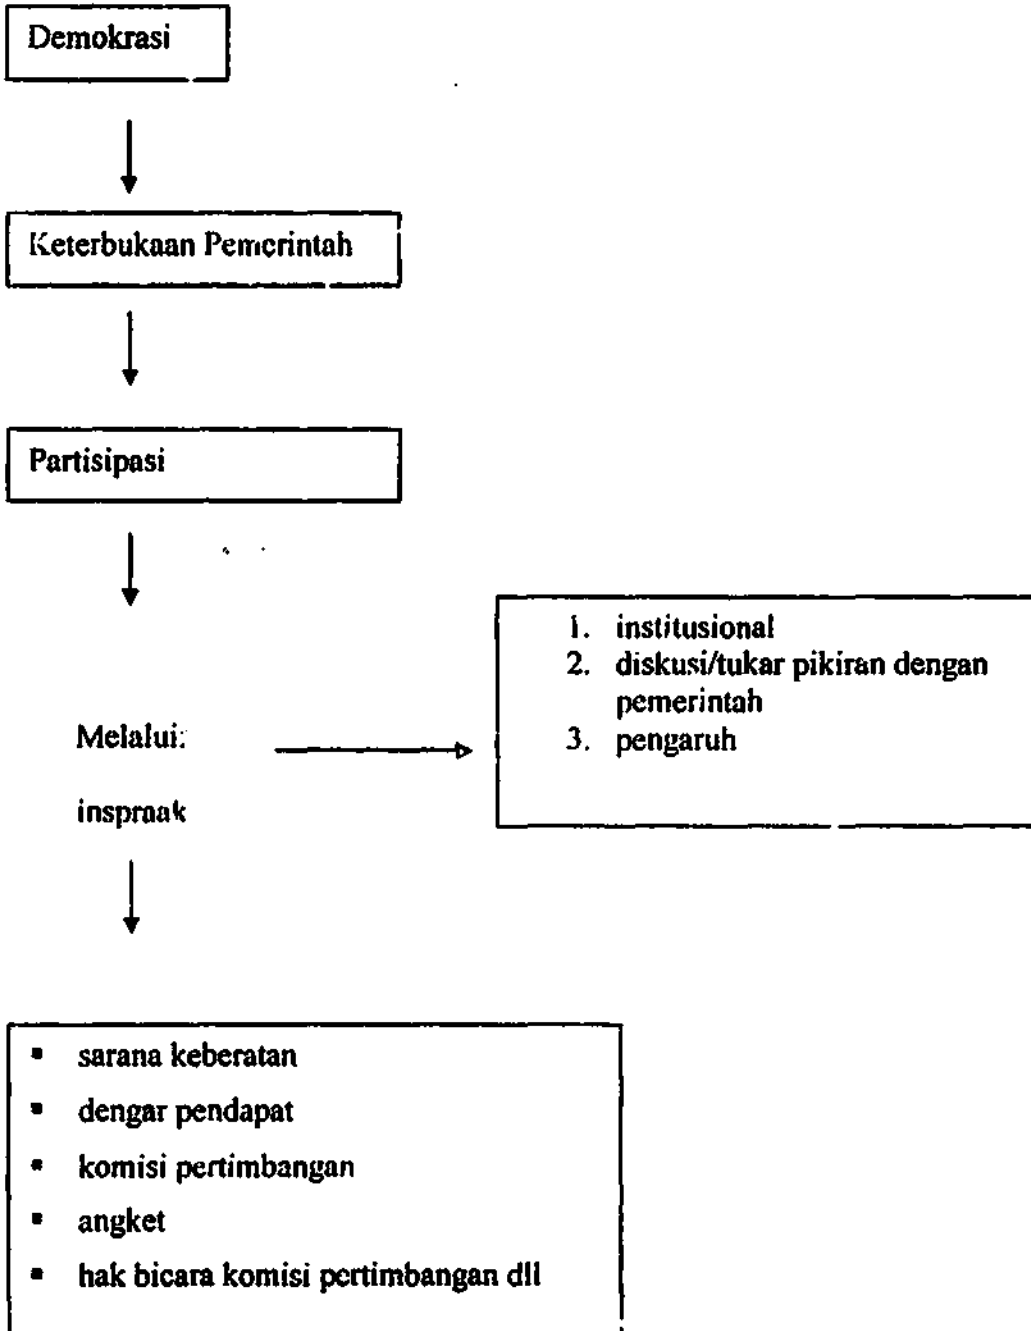 Demokrasi
Keterbukaan Pemerintah
Partisipasi
1. institusional
2. diskusi/tukar pikiran dengan
pemerintah
3. pengaruh
Melalui:
inspraak
▪ sarana keberatan
▪ dengar pendapat
▪ komisi pertimbangan
▪ angket
▪ hak bicara komisi pertimbangan dll